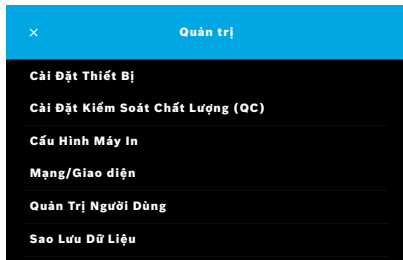 Quản trị
Cài Đặt Thiết Bị
Cài Đặt Kiểm Soát Chất Lượng (QC)
Cấu Hình Máy In
Mạng/Giao diện
Quản Trị Người Dùng
Sao Lưu Dữ Liệu